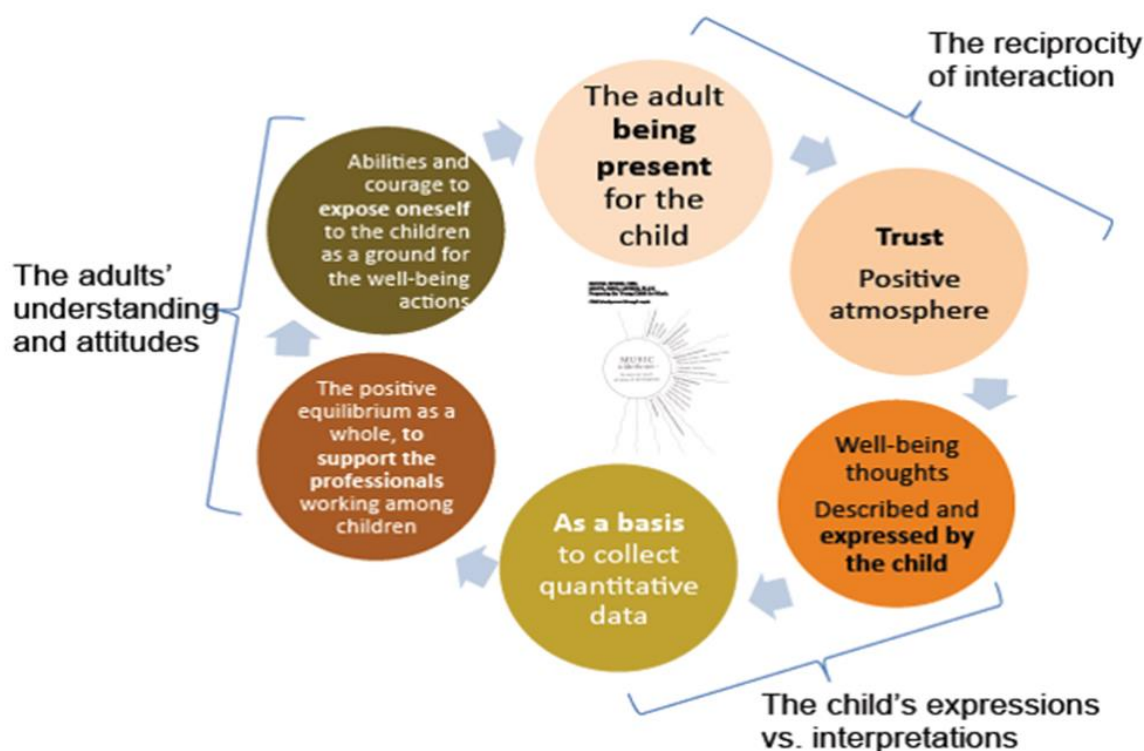 The reciprocity
of interaction
The adult
being
present
for the
child
Trust
Positive
atmosphere
Well-being
thoughts
Described and
expressed by
the child
The child's expressions
vs. interpretations
As a basis
to collect
quantitative
data
The positive
equilibrium as a
whole, to
support the
professionals
working among
children
Abilities and
courage to
expose oneself
to the children
as a ground for
the well-being
actions
The adults'
understanding
and attitudes
MUSIC